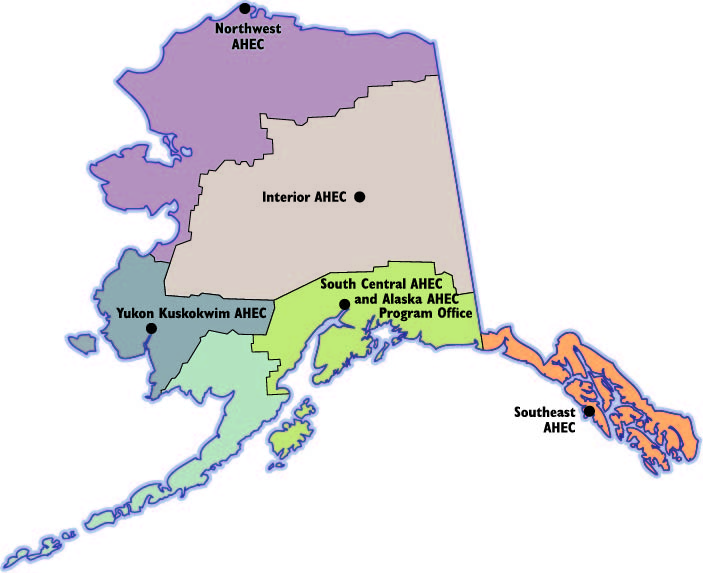 Northwest
AHEC
Interior AHEC
South Central AHEC
and Alaska AHEC
Program Office
Yukon Kuskokwim AHEC
Southeast
AHEC